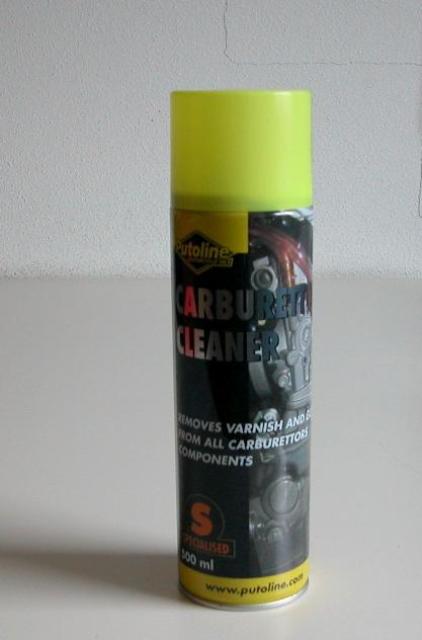 Putoline
CARBURETT
CLEANER
REMOVES VARNISH AND
FROM ALL CARBURETTORS
COMPONENTS
S
SPECIALISED
500 ml
www.putoline.com